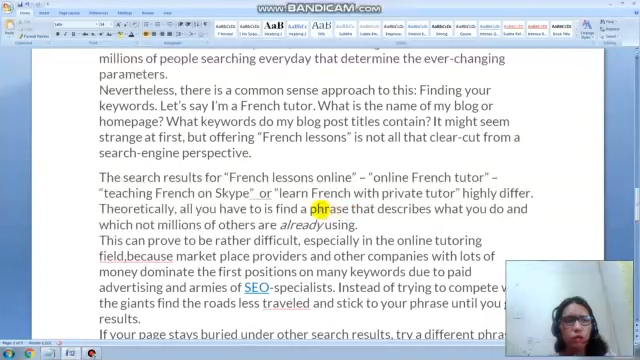 WWW.BANDICAM.COM
millions of people searching everyday that determine the ever-changing
parameters.
Nevertheless, there is a common sense approach to this: Finding your
keywords. Let's say I'm a French tutor. What is the name of my blog or
homepage? What keywords do my blog post titles contain? It might seem
strange at first, but offering "French lessons" is not all that clear-cut from a
search-engine perspective.
The search results for "French lessons online" – "online French tutor" –
"teaching French on Skype" or "learn French with private tutor" highly differ.
Theoretically, all you have to is find a phrase that describes what you do and
which not millions of others are already using.
This can prove to be rather difficult, especially in the online tutoring
field,because market place providers and other companies with lots of
money dominate the first positions on many keywords due to paid
advertising and armies of SEO-specialists. Instead of trying to compete w
the giants find the roads less traveled and stick to your phrase until you g
results.
If your page stays buried under other search results, try a different phra